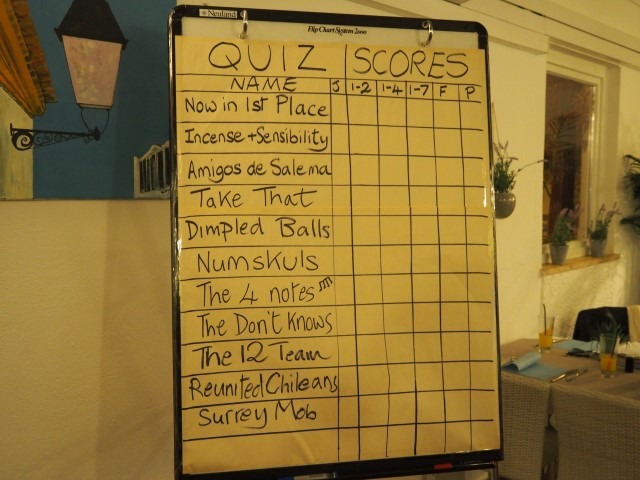 Neuland
Flip Chart System 2000
QUIZ SCORES
NAME J 1-2 1-4 1-7 F P
Now in 1st Place
Incense + Sensibility
Amigos de Salema
Take That
Dimpled Balls
Numskuls
The 4 notes
The Don't Knows
The 12 Team
Reunited Chileans
Surrey Mob